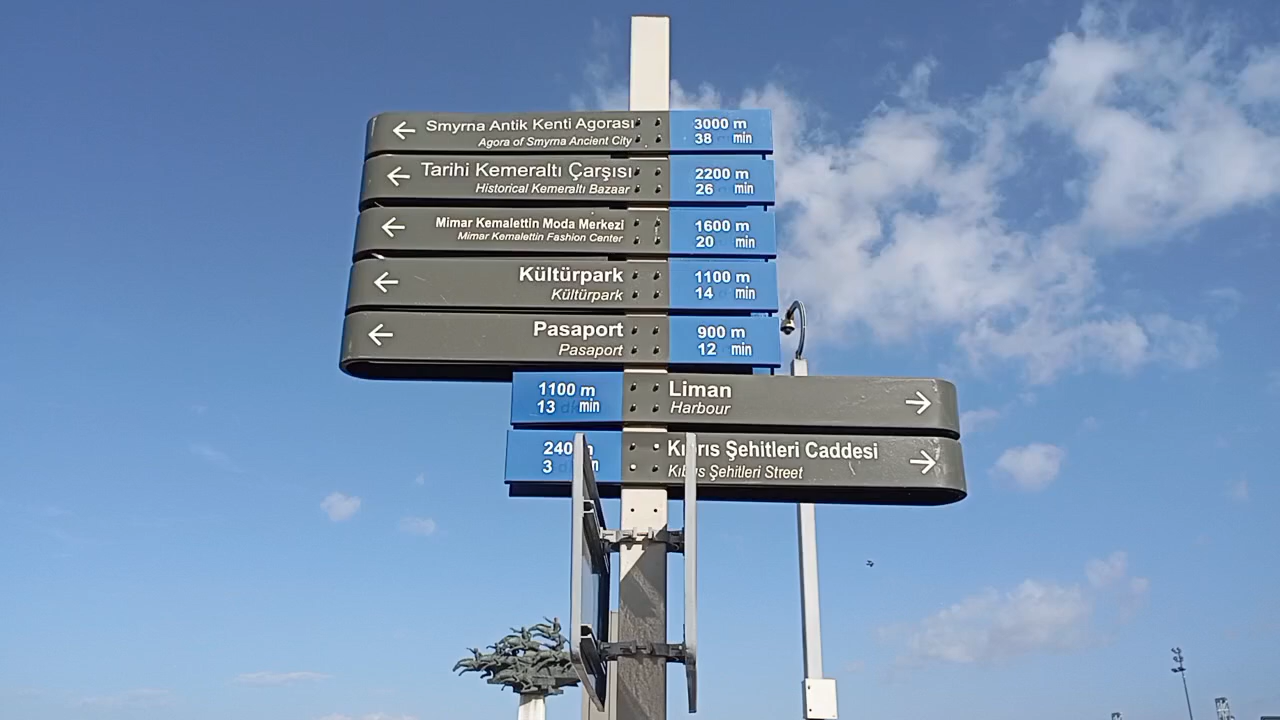 ← Smyrna Antik Kenti Agorası 3000 m
Agora of Smyrna Ancient City 38 min
← Tarihi Kemeraltı Çarşısı 2200 m
Historical Kemeraltı Bazaar 26 min
← Mimar Kemalettin Moda Merkezi 1600 m
Mimar Kemalettin Fashion Center 20 min
← Kültürpark 1100 m
Kültürpark 14 min
← Pasaport 900 m
Pasaport 12 min
1100 m Liman →
13 min Harbour
240 Kıbrıs Şehitleri Caddesi →
3 Kıbrıs Şehitleri Street